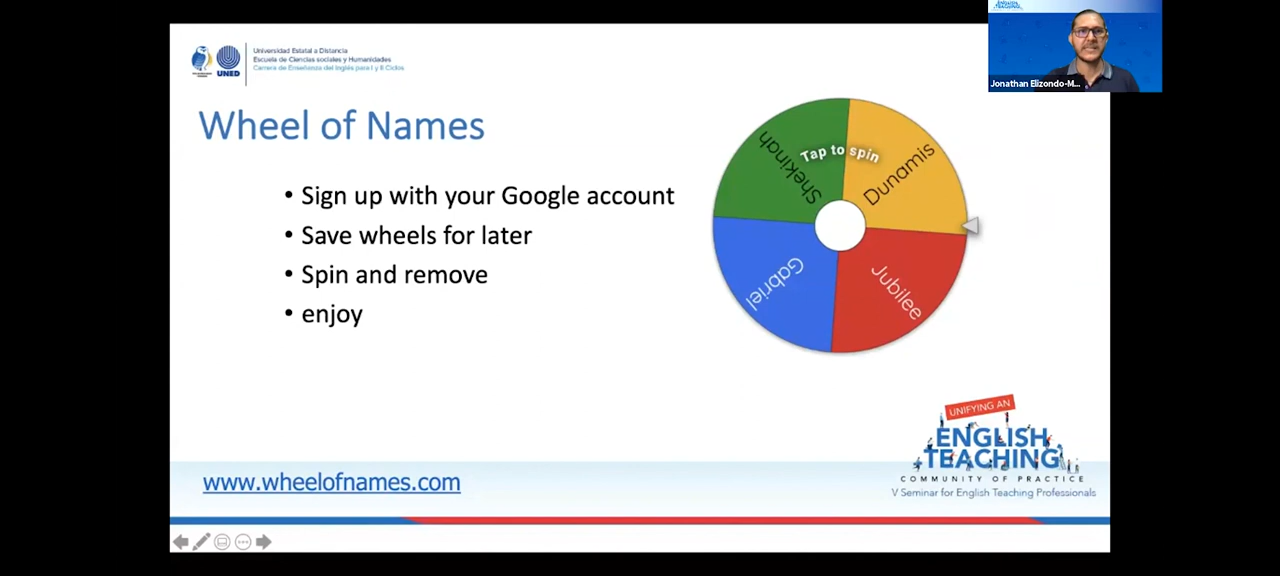 ENGLISH
TEACHING
Jonathan Elizondo-M...
Universidad Estatal a Distancia
Escuela de Ciencias sociales y Humanidades
Carrera de Enseñanza del Inglés para I y II Ciclos
UNED
Wheel of Names
• Sign up with your Google account
• Save wheels for later
• Spin and remove
• enjoy
Tap to spin
Shekinah
Dunamis
Gabriel
Jubilee
UNIFYING AN
ENGLISH
TEACHING
COMMUNITY OF PRACTICE
V Seminar for English Teaching Professionals
www.wheelofnames.com